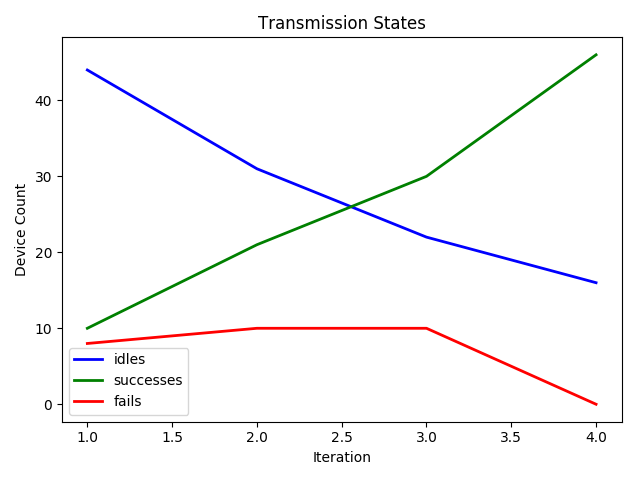 Transmission States
Device Count
40
30
20
10
0
idles
successes
fails
1.0 1.5 2.0 2.5 3.0 3.5 4.0
Iteration